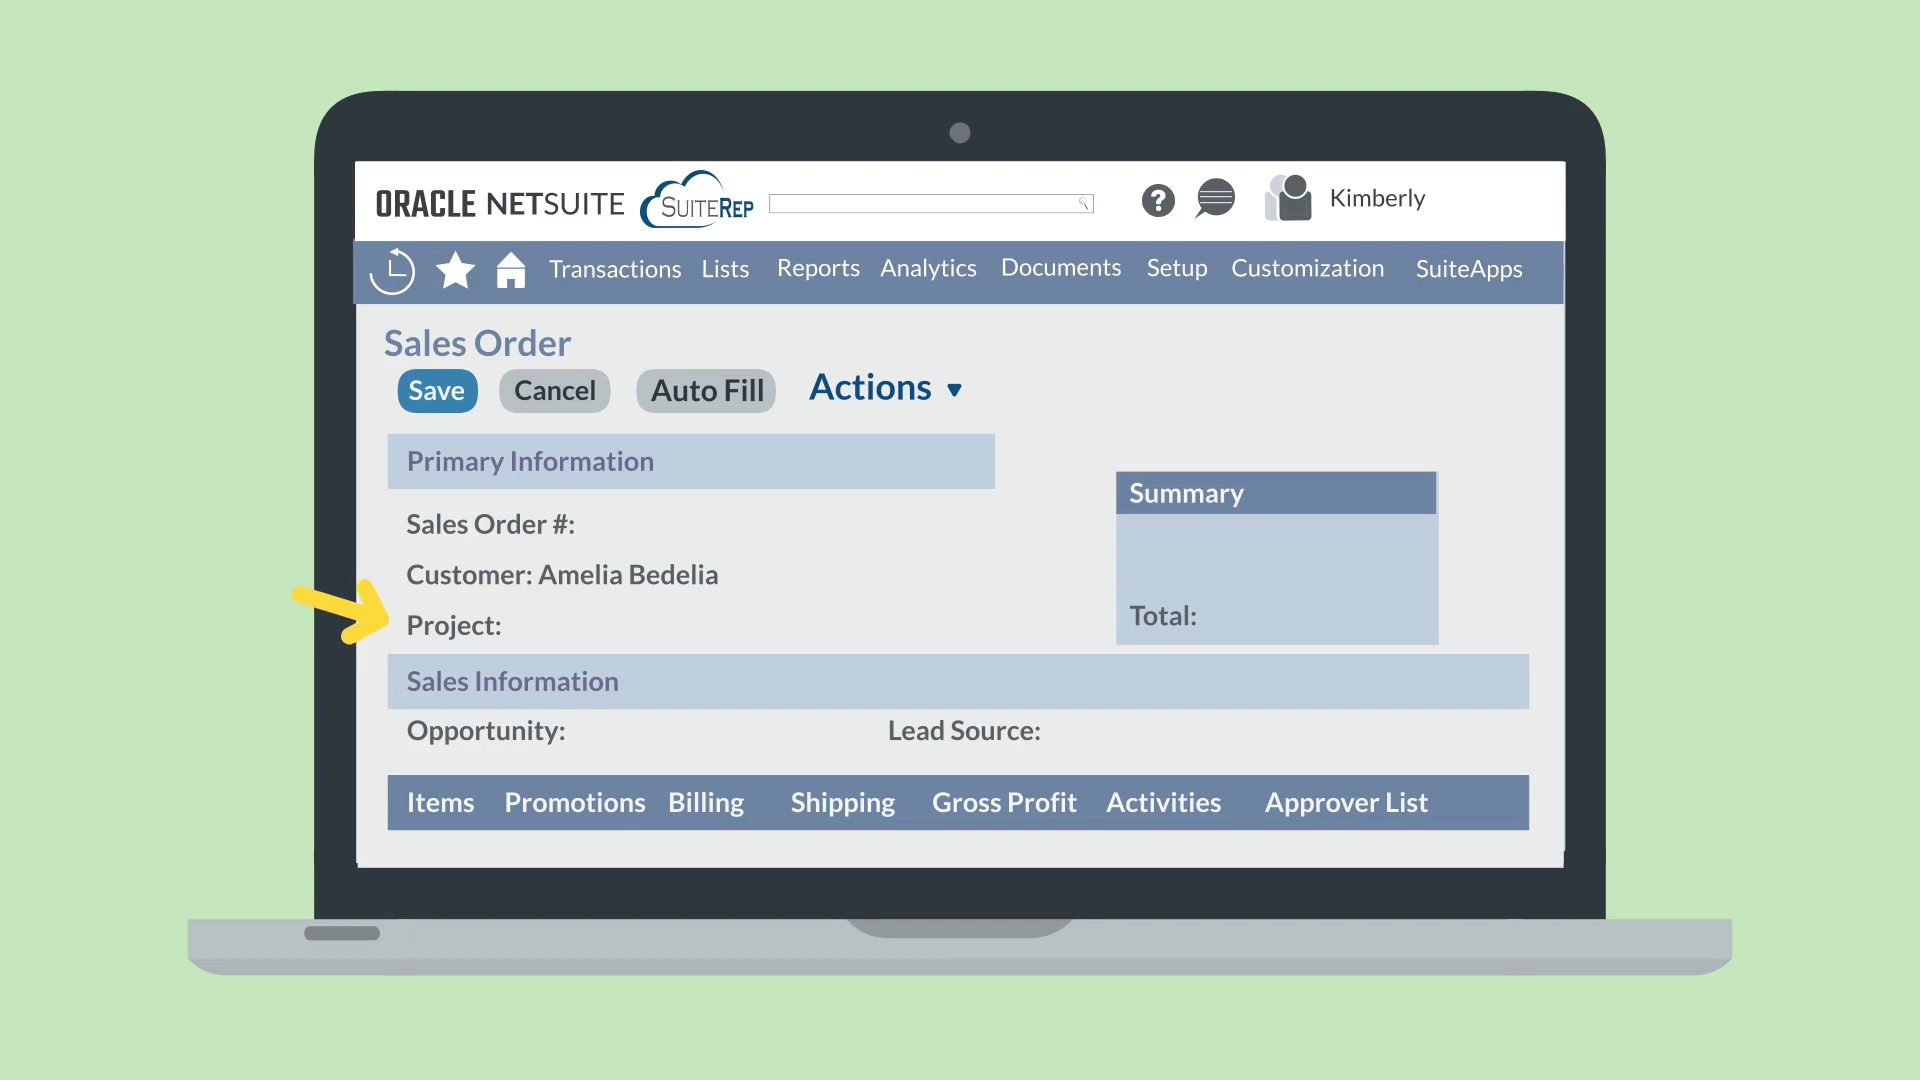 ORACLE NETSUITE SUITEREP ? Kimberly
Transactions Lists Reports Analytics Documents Setup Customization SuiteApps
Sales Order
Save Cancel Auto Fill Actions
Primary Information
Summary
Sales Order #:
Customer: Amelia Bedelia
Total:
Project:
Sales Information
Opportunity: Lead Source:
Items Promotions Billing Shipping Gross Profit Activities Approver List